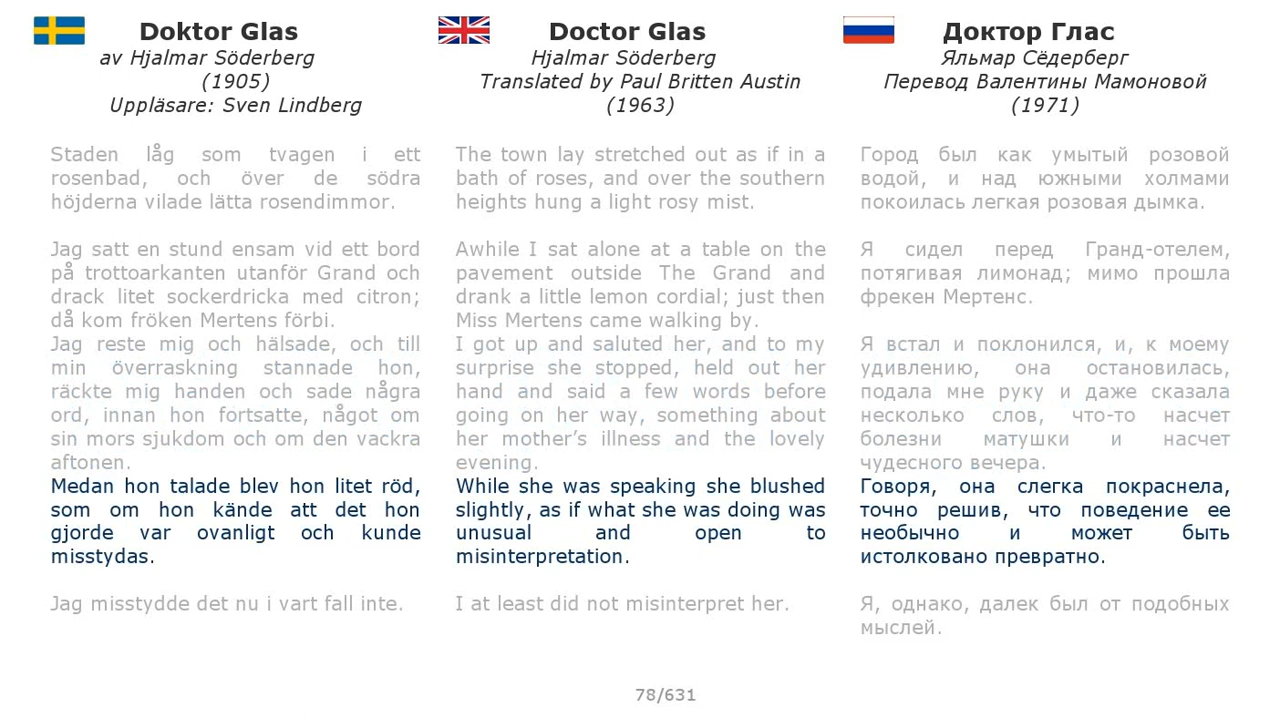 Doktor Glas
av Hjalmar Söderberg
(1905)
Uppläsare: Sven Lindberg
Staden låg som tvagen i ett
rosenbad, och över de södra
höjderna vilade lätta rosendimmor.
Jag satt en stund ensam vid ett bord
på trottoarkanten utanför Grand och
drack litet sockerdricka med citron;
då kom fröken Mertens förbi.
Jag reste mig och hälsade, och till
min överraskning stannade hon,
räckte mig handen och sade några
ord, innan hon fortsatte, något om
sin mors sjukdom och om den vackra
aftonen.
Medan hon talade blev hon litet röd,
som om hon kände att det hon
gjorde var ovanligt och kunde
misstydas.
Jag misstydde det nu i vart fall inte.
Doctor Glas
Hjalmar Söderberg
Translated by Paul Britten Austin
(1963)
The town lay stretched out as if in a
bath of roses, and over the southern
heights hung a light rosy mist.
Awhile I sat alone at a table on the
pavement outside The Grand and
drank a little lemon cordial; just then
Miss Mertens came walking by.
I got up and saluted her, and to my
surprise she stopped, held out her
hand and said a few words before
going on her way, something about
her mother’s illness and the lovely
evening.
While she was speaking she blushed
slightly, as if what she was doing was
unusual and open to
misinterpretation.
I at least did not misinterpret her.
Доктор Глас
Яльмар Сёдерберг
Перевод Валентины Мамоновой
(1971)
Город был как умытый розовой
водой, и над южными холмами
покоилась легкая розовая дымка.
Я сидел перед Гранд-отелем,
потягивая лимонад; мимо прошла
фрекен Мертенс.
Я встал и поклонился, и, к моему
удивлению, она остановилась,
подала мне руку и даже сказала
несколько слов, что-то насчет
болезни матушки и насчет
чудесного вечера.
Говоря, она слегка покраснела,
точно решив, что поведение ее
необычно и может быть
истолковано превратно.
Я, однако, далек был от подобных
мыслей.
78/631